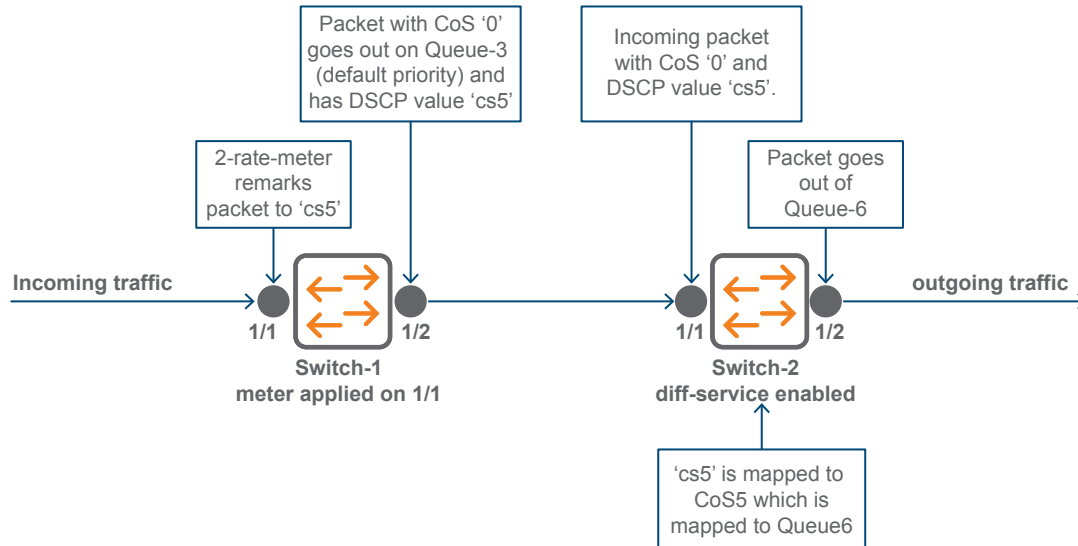 Packet with CoS ‘0’
goes out on Queue-3
(default priority) and
has DSCP value ‘cs5’
Incoming packet
with CoS ‘0’ and
DSCP value ‘cs5’.
2-rate-meter
remarks
packet to ‘cs5’
Packet goes
out of
Queue-6
Incoming traffic
outgoing traffic
1/1
1/2
1/1
1/2
Switch-1
meter applied on 1/1
Switch-2
diff-service enabled
‘cs5’ is mapped to
CoS5 which is
mapped to Queue6